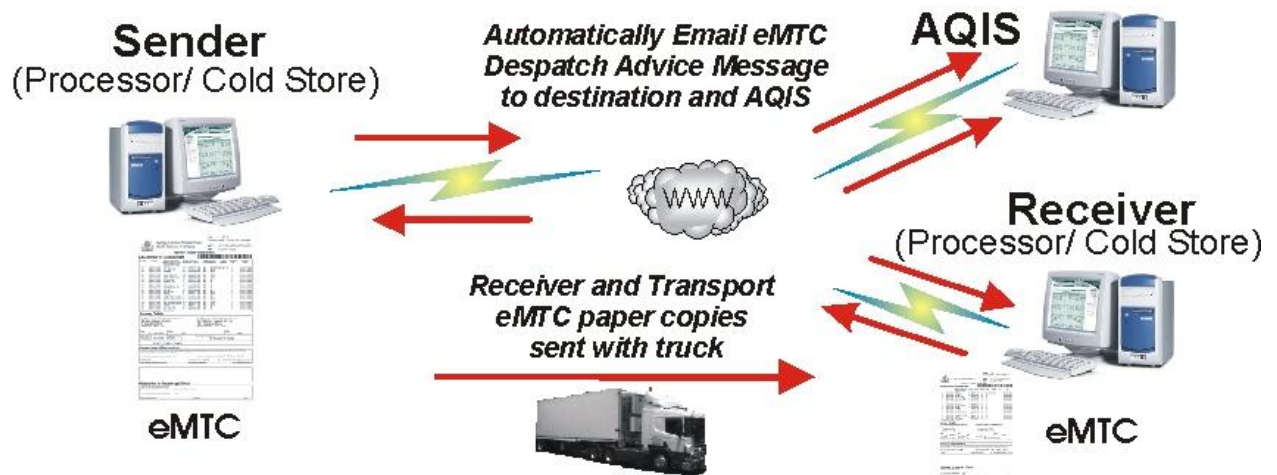 Sender
(Processor/ Cold Store)
Automatically Email eMTC
Despatch Advice Message
to destination and AQIS
AQIS
WWW
Receiver
(Processor/ Cold Store)
Receiver and Transport
eMTC paper copies
sent with truck
eMTC
eMTC